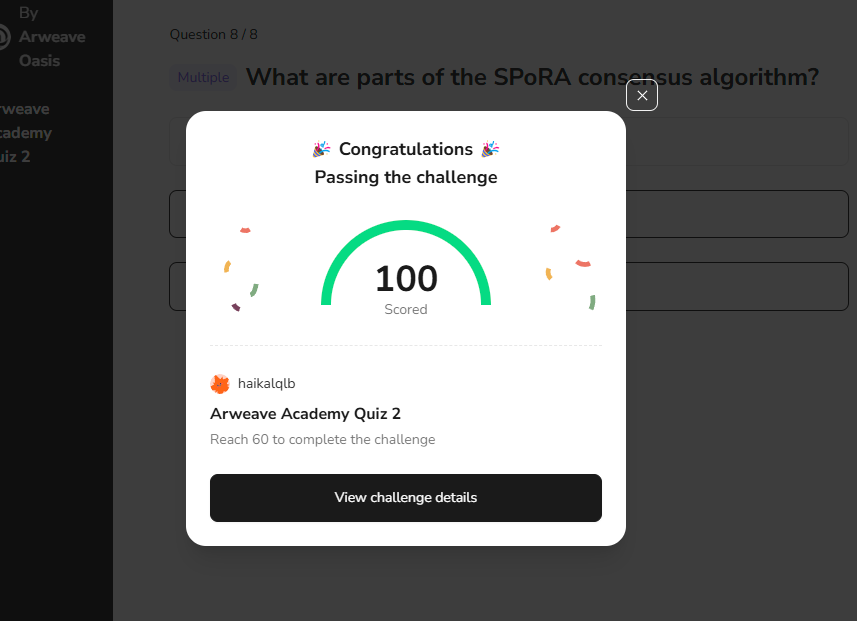 By
Arweave
Oasis
rweave
cademy
uiz 2
Question 8 / 8
Multiple What are parts of the SPoRA consensus algorithm?
🎉 Congratulations 🎉
Passing the challenge
100
Scored
haikalqlb
Arweave Academy Quiz 2
Reach 60 to complete the challenge
View challenge details